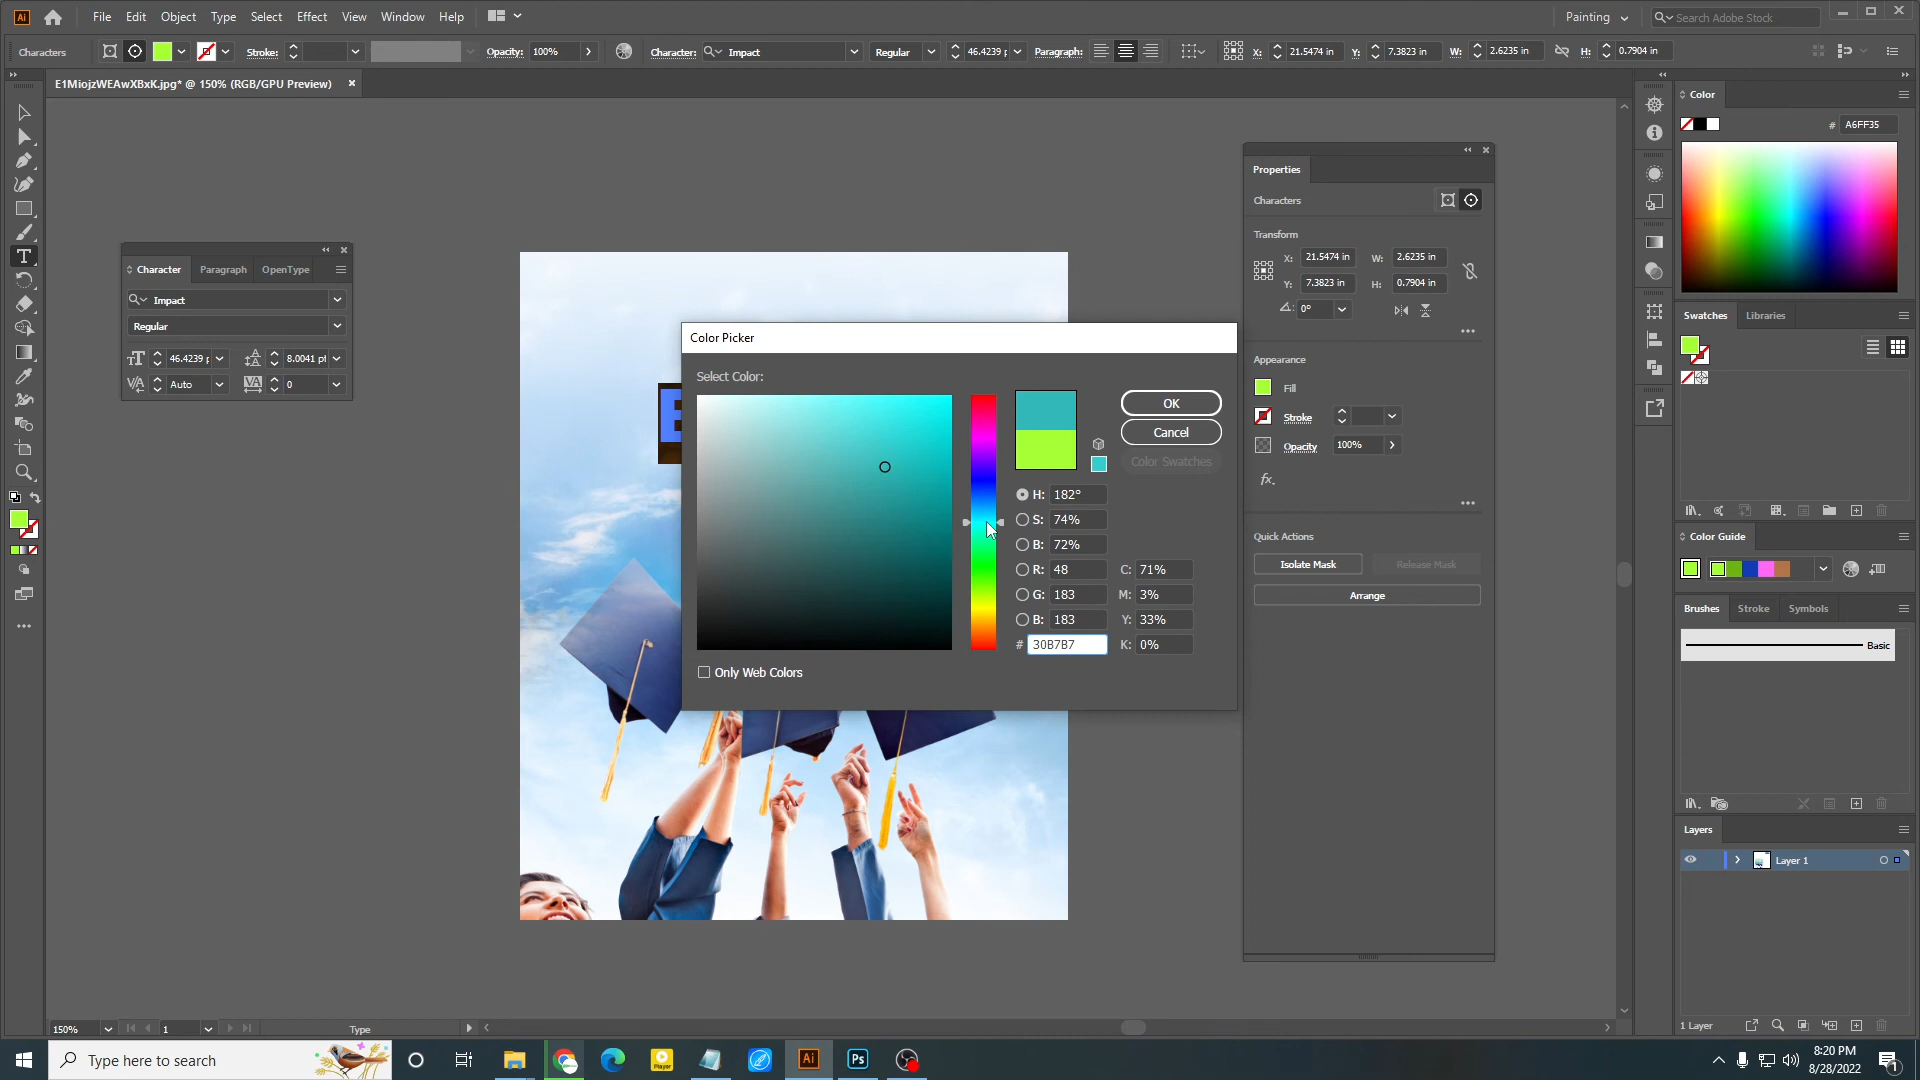 Ai File Edit Object Type Select Effect View Window Help Painting Search Adobe Stock
Characters Stroke: Opacity: 100% Character: Impact Regular 46.4239 Paragraph: X: 21.5474 in Y: 7.3823 in W: 2.6235 in H: 0.7904 in
E1MiojzWEAwXBxK.jpg* @ 150% (RGB/GPU Preview)
Character Paragraph OpenType
Impact
Regular
46.4239 8.0041 pt
Auto 0
E
Color Picker
Select Color:
OK
Cancel
Color Swatches
H: 182°
S: 74%
B: 72%
R: 48 C: 71%
G: 183 M: 3%
B: 183 Y: 33%
# 30B7B7 K: 0%
Only Web Colors
Properties
Characters
Transform
X: 21.5474 in W: 2.6235 in
Y: 7.3823 in H: 0.7904 in
0°
Appearance
Fill
Stroke
Opacity 100%
fx.
Quick Actions
Isolate Mask Release Mask
Arrange
Color
# A6FF35
Swatches Libraries
Color Guide
Brushes Stroke Symbols
Basic
Layers
Layer 1
1 Layer
150% 1 Type
Type here to search
Player Ai Ps
8:20 PM
8/28/2022
1